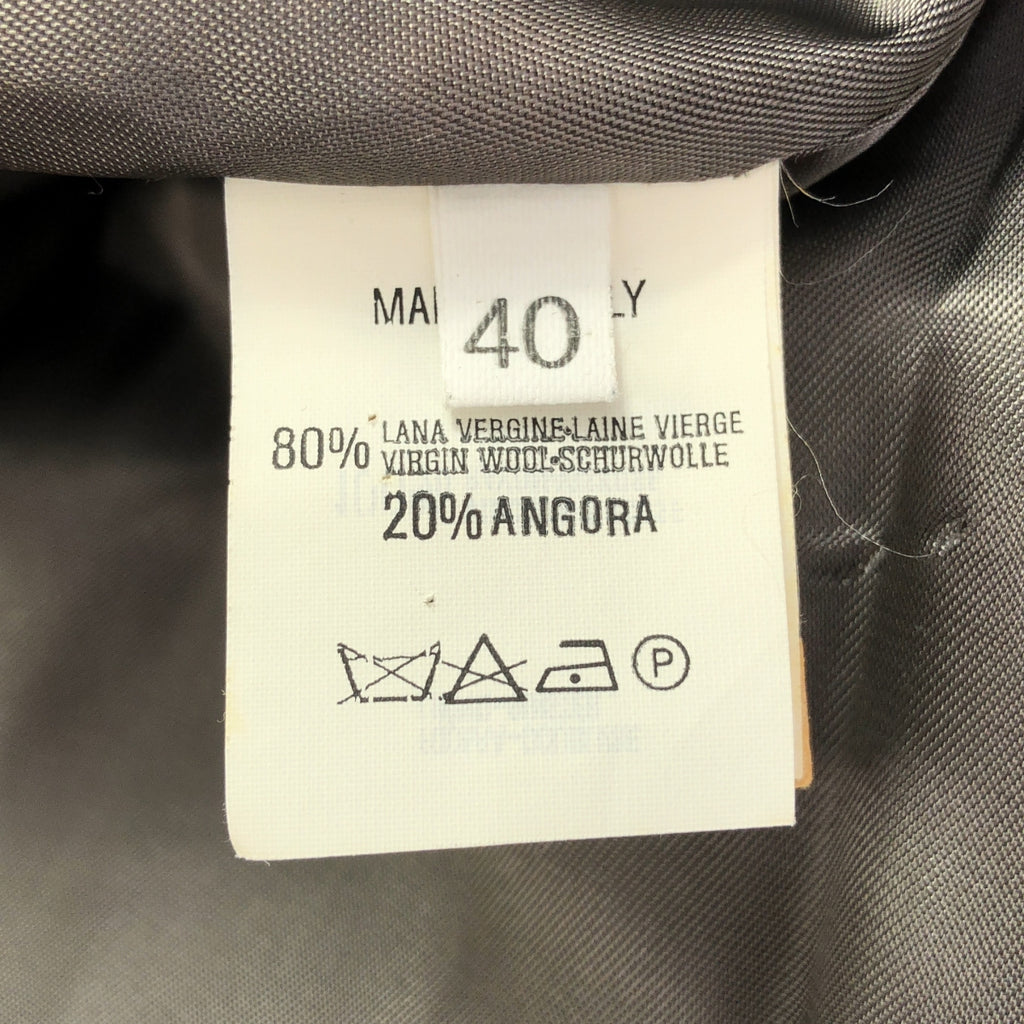 MA LY
40
80% LANA VERGINE•LAINE VIERGE
VIRGIN WOOL•SCHURWOLLE
20% ANGORA
P